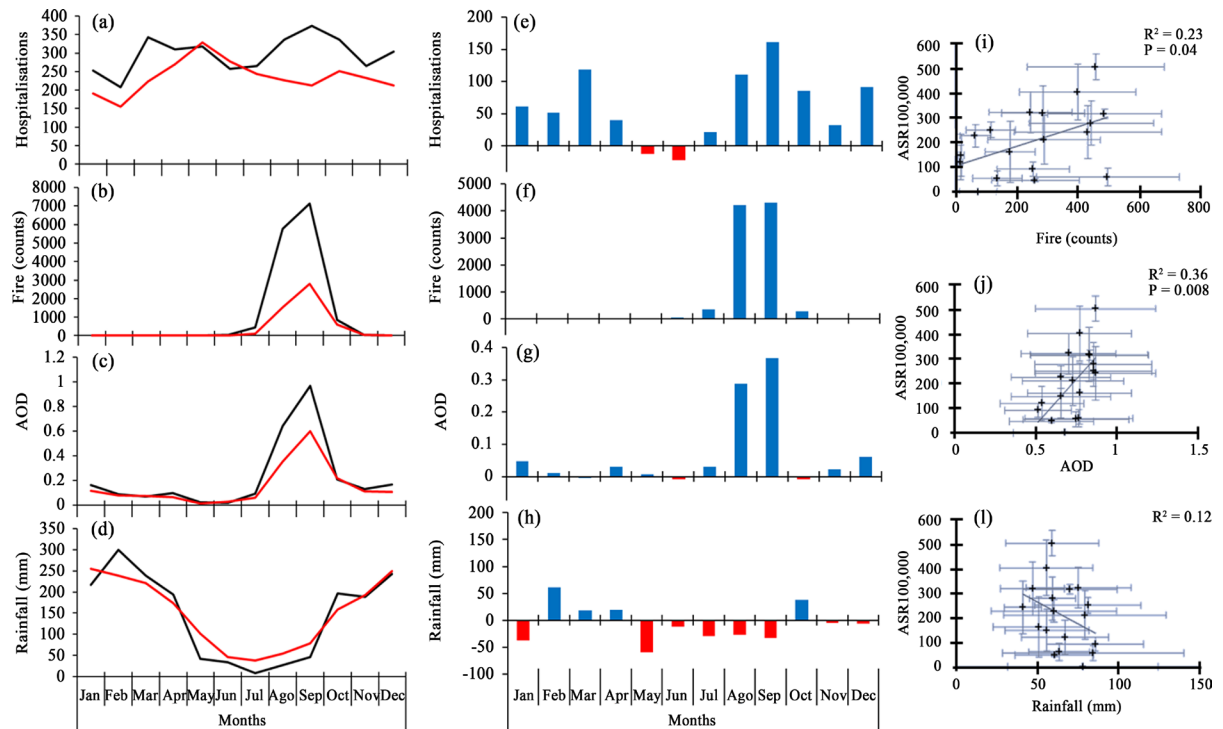 (a)
Hospitalisations
400
350
300
250
200
150
100
50
0
(b)
Fire (counts)
8000
7000
6000
5000
4000
3000
2000
1000
0
(c)
AOD
1.2
1
0.8
0.6
0.4
0.2
0
(d)
Rainfall (mm)
350
300
250
200
150
100
50
0
Jan Feb Mar Apr May Jun Jul Ago Sep Oct Nov Dec
Months
(e)
Hospitalisations
200
150
100
50
0
(f)
Fire (counts)
5000
4000
3000
2000
1000
0
(g)
AOD
0.4
0.3
0.2
0.1
0
(h)
Rainfall (mm)
200
150
100
50
0
-50
-100
Jan Feb Mar Apr May Jun Jul Ago Sep Oct Nov Dec
Months
(i)
R² = 0.23
P = 0.04
ASR100,000
600
500
400
300
200
100
0
0 200 400 600 800
Fire (counts)
(j)
R² = 0.36
P = 0.008
ASR100,000
600
500
400
300
200
100
0
0 0.5 1 1.5
AOD
(l)
R² = 0.12
ASR100,000
600
500
400
300
200
100
0
0 50 100 150
Rainfall (mm)